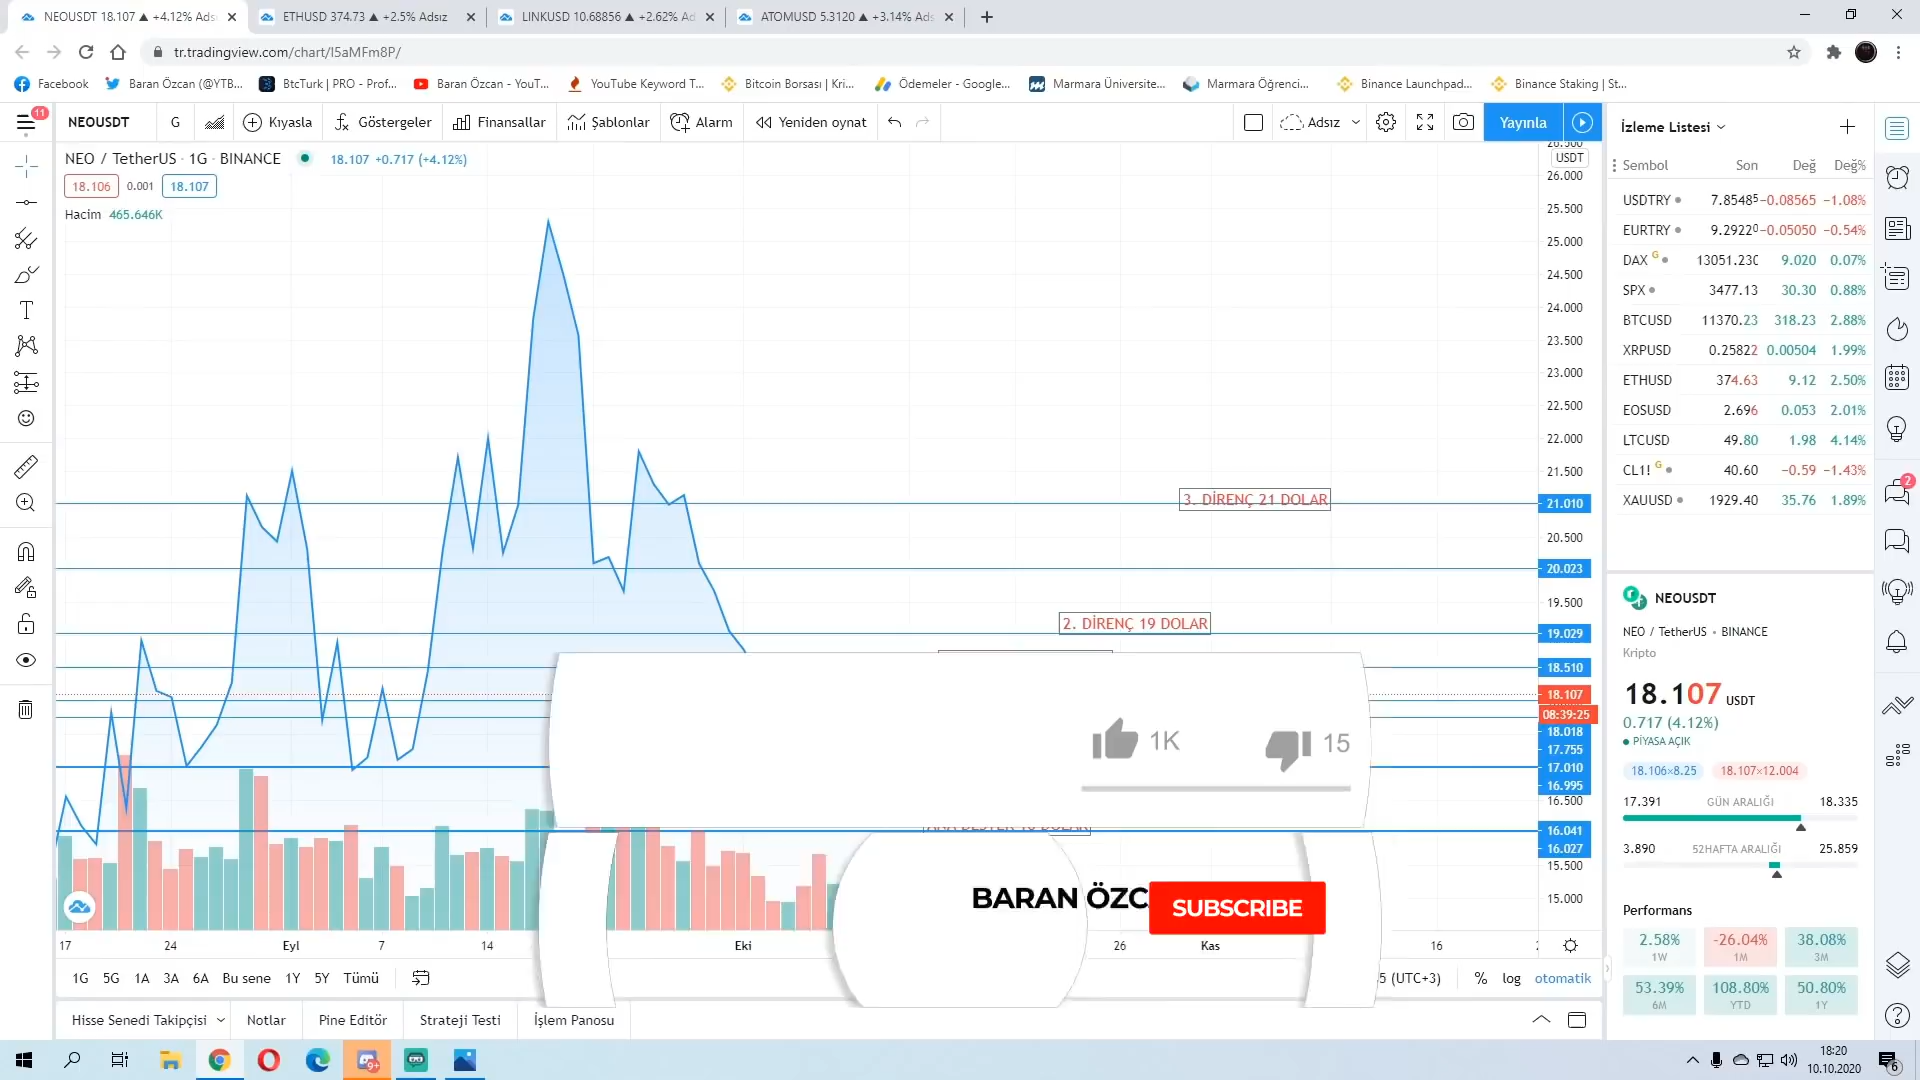 NEOUSDT 18.107 ▲ +4.12% Ads
ETHUSD 374.73 ▲ +2.5% Adsız
LINKUSD 10.68856 ▲ +2.62% Ad
ATOMUSD 5.3120 ▲ +3.14% Ads
tr.tradingview.com/chart/I5aMFm8P/
Facebook
Baran Özcan (@YTB...
BtcTurk | PRO - Prof...
Baran Özcan - YouT...
YouTube Keyword T...
Bitcoin Borsası | Kri...
Ödemeler - Google...
Marmara Üniversite...
Marmara Öğrenci...
Binance Launchpad...
Binance Staking | St...
11
NEOUSDT
G
Kıyasla
Göstergeler
Finansallar
Şablonlar
Alarm
Yeniden oynat
Adsız
Yayınla
NEO / TetherUS · 1G · BINANCE
18.107 +0.717 (+4.12%)
18.106
0.001
18.107
Hacim 465.646K
3. DİRENÇ 21 DOLAR
2. DİRENÇ 19 DOLAR
ARA DESTEK 16 DOLAR
1K
15
BARAN ÖZC
SUBSCRIBE
26.500
USDT
26.000
25.500
25.000
24.500
24.000
23.500
23.000
22.500
22.000
21.500
21.010
20.500
20.023
19.500
19.029
18.510
18.107
08:39:25
18.018
17.755
17.010
16.995
16.500
16.041
16.027
15.500
15.000
17
24
Eyl
7
14
Eki
26
Kas
16
1G
5G
1A
3A
6A
Bu sene
1Y
5Y
Tümü
5 (UTC+3)
%
log
otomatik
Hisse Senedi Takipçisi
Notlar
Pine Editör
Strateji Testi
İşlem Panosu
İzleme Listesi
Sembol Son Değ Değ%
USDTRY 7.85485 −0.08565 −1.08%
EURTRY 9.29220 −0.05050 −0.54%
DAX G 13051.230 9.020 0.07%
SPX 3477.13 30.30 0.88%
BTCUSD 11370.23 318.23 2.88%
XRPUSD 0.25822 0.00504 1.99%
ETHUSD 374.63 9.12 2.50%
EOSUSD 2.696 0.053 2.01%
LTCUSD 49.80 1.98 4.14%
CL1! G 40.60 −0.59 −1.43%
XAUUSD 1929.40 35.76 1.89%
2
NEOUSDT
NEO / TetherUS • BINANCE
Kripto
18.107 USDT
0.717 (4.12%)
PİYASA AÇIK
18.106×8.25
18.107×12.004
17.391 GÜN ARALIĞI 18.335
3.890 52HAFTA ARALIĞI 25.859
Performans
2.58% -26.04% 38.08%
1W 1M 3M
53.39% 108.80% 50.80%
6M YTD 1Y
9+
18:20
10.10.2020
6